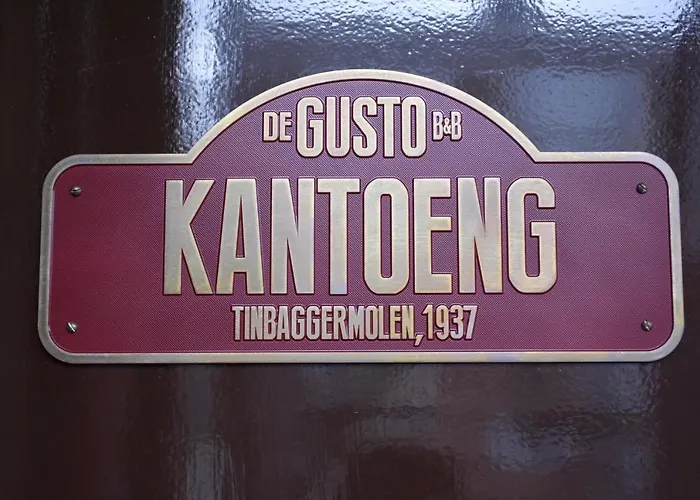 DE GUSTO B&B
KANTOENG
TINBAGGERMOLEN, 1937